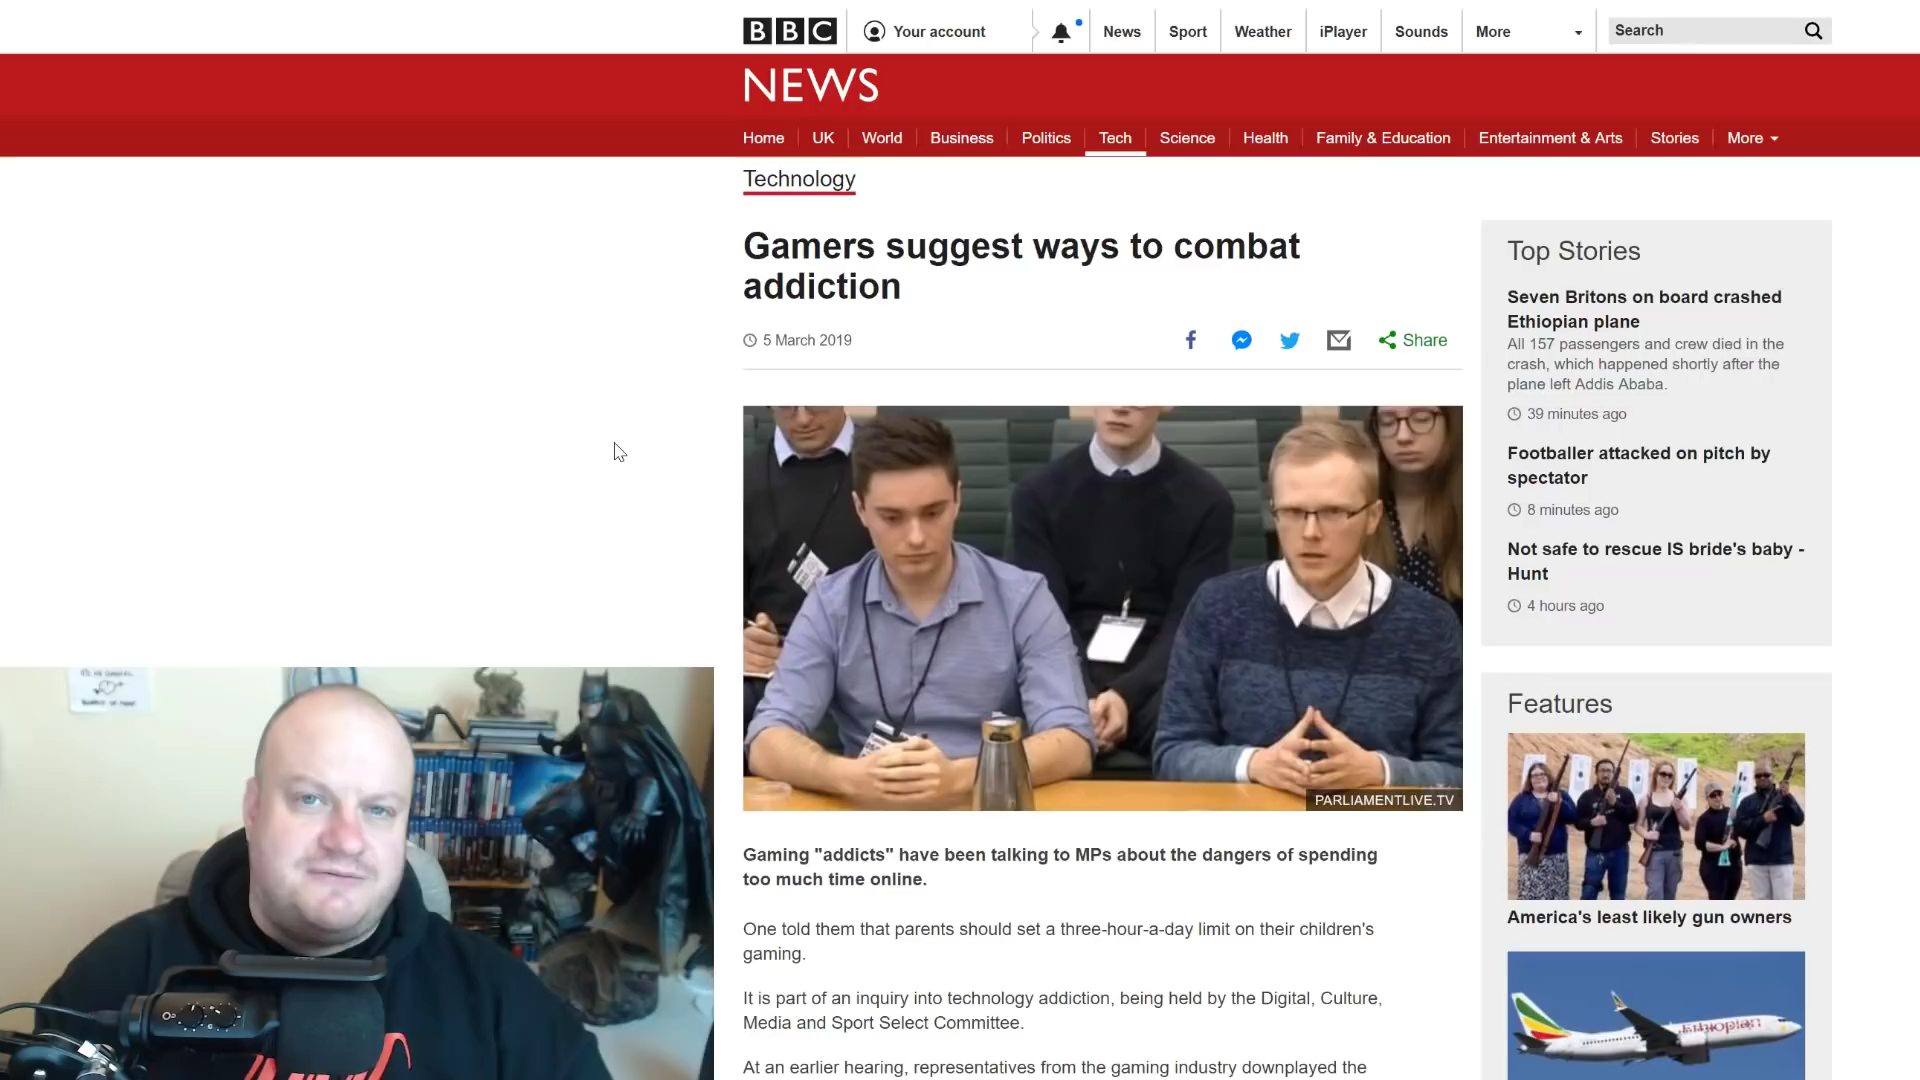 BBC
Your account
News
Sport
Weather
iPlayer
Sounds
More
Search
NEWS
Home
UK
World
Business
Politics
Tech
Science
Health
Family & Education
Entertainment & Arts
Stories
More
Technology
Gamers suggest ways to combat
addiction
5 March 2019
Share
PARLIAMENTLIVE.TV
Gaming "addicts" have been talking to MPs about the dangers of spending
too much time online.
One told them that parents should set a three-hour-a-day limit on their children's
gaming.
It is part of an inquiry into technology addiction, being held by the Digital, Culture,
Media and Sport Select Committee.
At an earlier hearing, representatives from the gaming industry downplayed the
Top Stories
Seven Britons on board crashed
Ethiopian plane
All 157 passengers and crew died in the
crash, which happened shortly after the
plane left Addis Ababa.
39 minutes ago
Footballer attacked on pitch by
spectator
8 minutes ago
Not safe to rescue IS bride's baby -
Hunt
4 hours ago
Features
America's least likely gun owners
Ethiopian